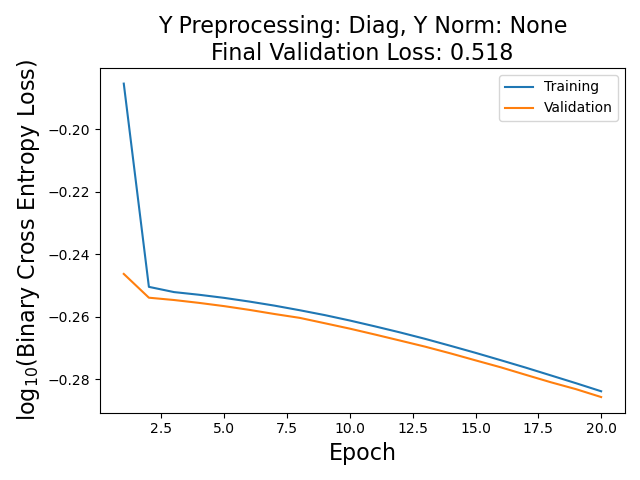 Y Preprocessing: Diag, Y Norm: None
Final Validation Loss: 0.518
Training
Validation
log₁₀(Binary Cross Entropy Loss)
−0.20
−0.22
−0.24
−0.26
−0.28
2.5 5.0 7.5 10.0 12.5 15.0 17.5 20.0
Epoch